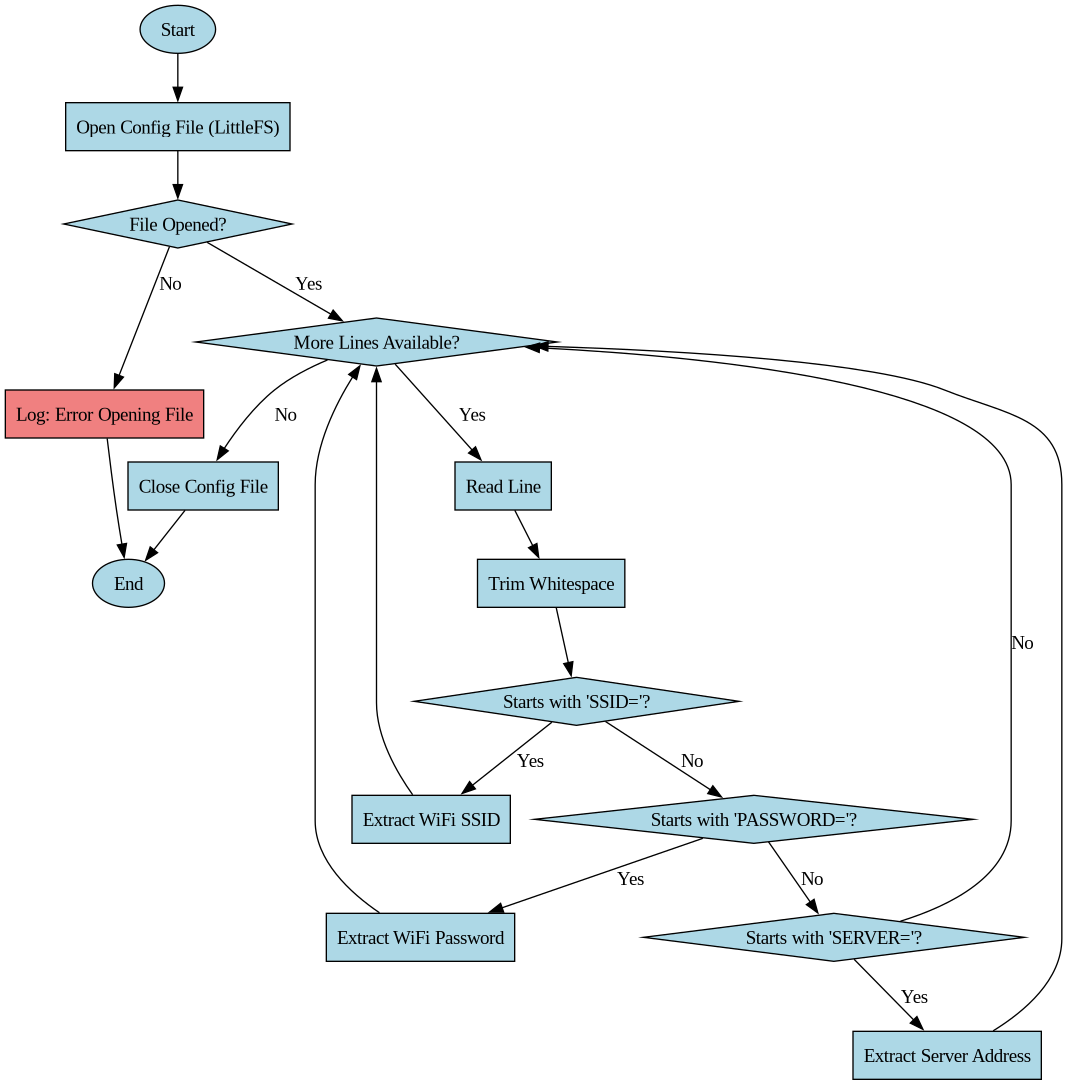 Start
Open Config File (LittleFS)
File Opened?
No
Yes
More Lines Available?
Log: Error Opening File
No
Yes
Close Config File
Read Line
End
Trim Whitespace
No
Starts with 'SSID='?
Yes
No
Extract WiFi SSID
Starts with 'PASSWORD='?
Yes
No
Extract WiFi Password
Starts with 'SERVER='?
Yes
Extract Server Address